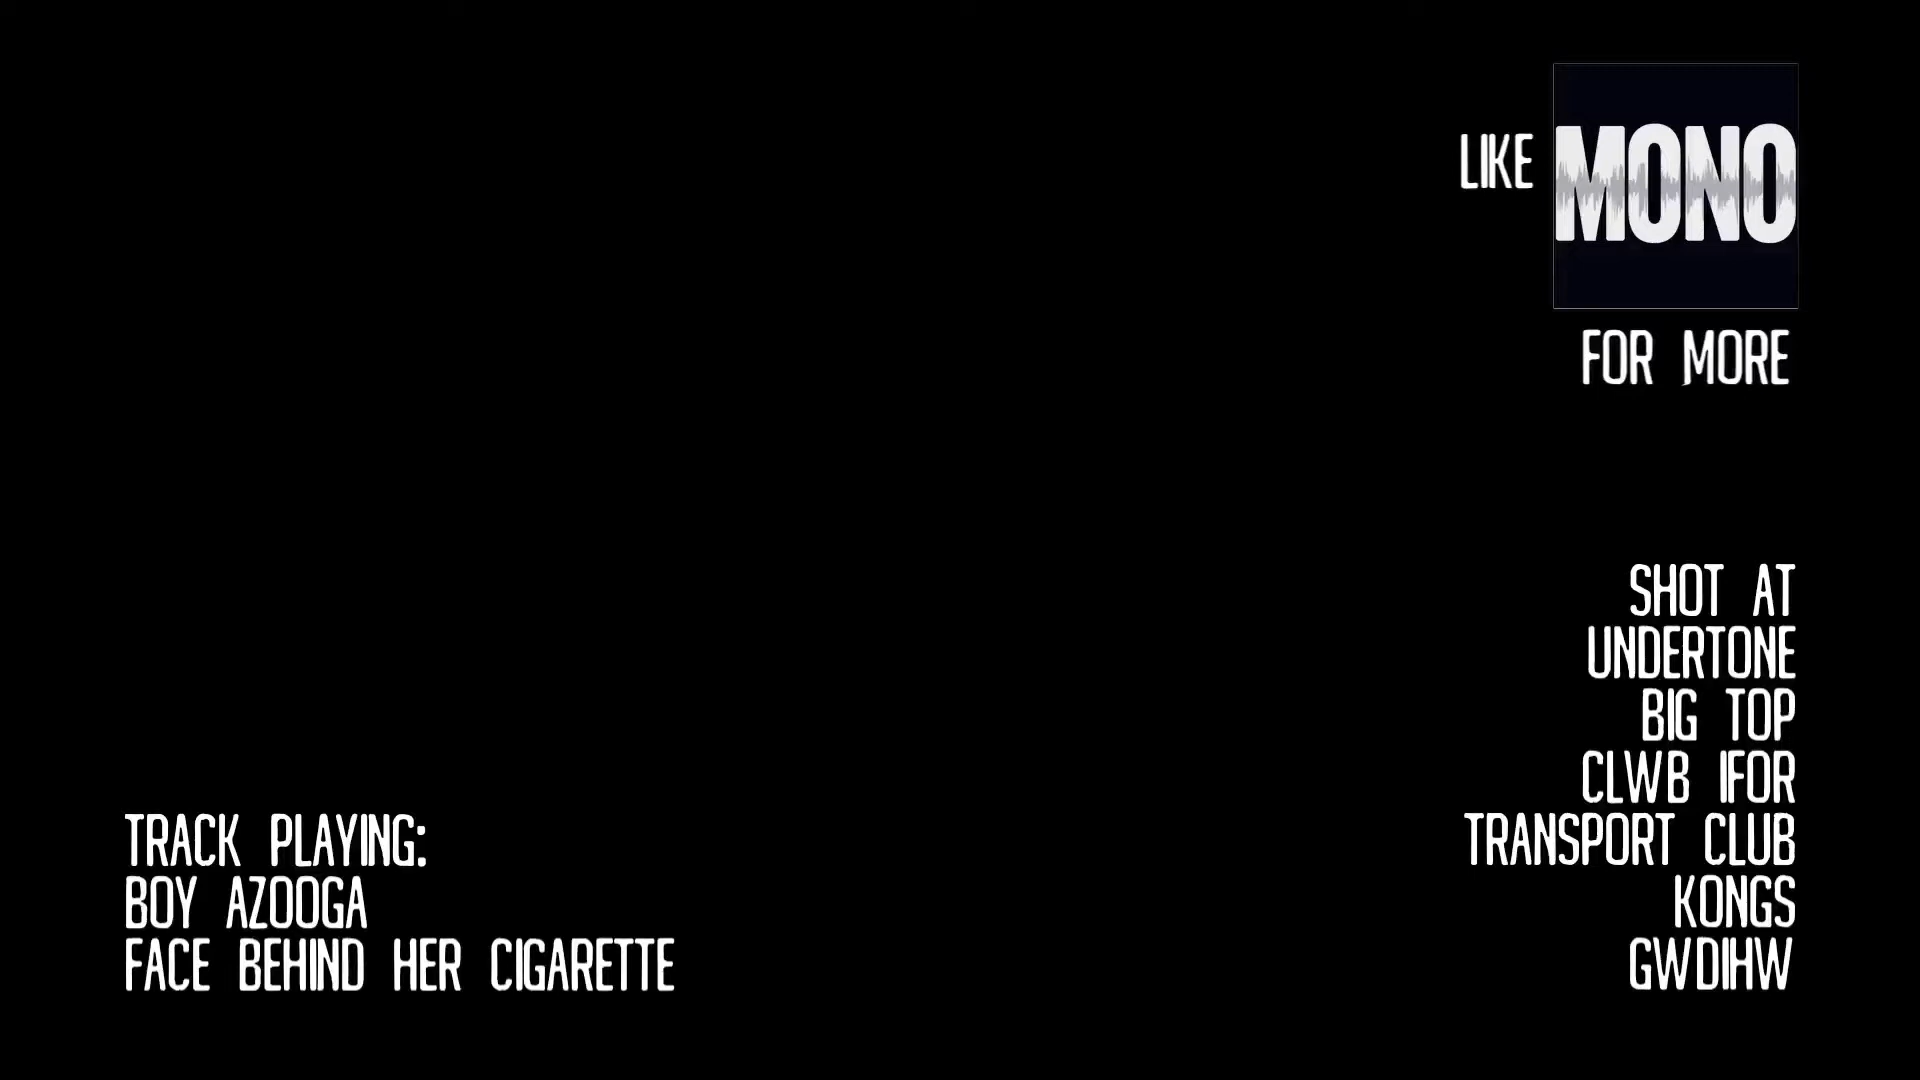 LIKE MONO
FOR MORE
SHOT AT
UNDERTONE
BIG TOP
CLWB IFOR
TRANSPORT CLUB
KONGS
GWDIHW
TRACK PLAYING:
BOY AZOOGA
FACE BEHIND HER CIGARETTE